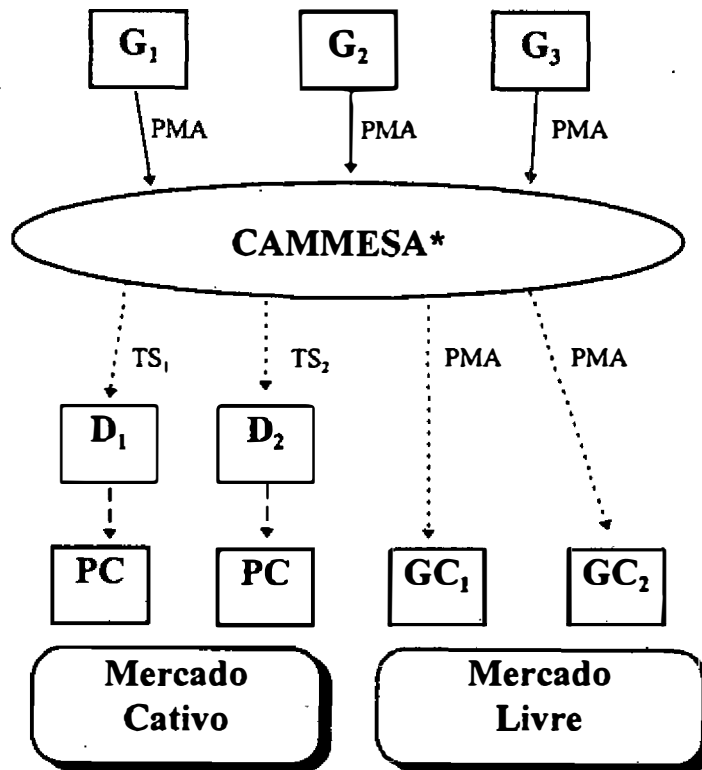 G₁ G₂ G₃
PMA PMA PMA
CAMMESA*
TS₁ TS₂ PMA PMA
D₁ D₂
PC PC GC₁ GC₂
Mercado
Cativo
Mercado
Livre